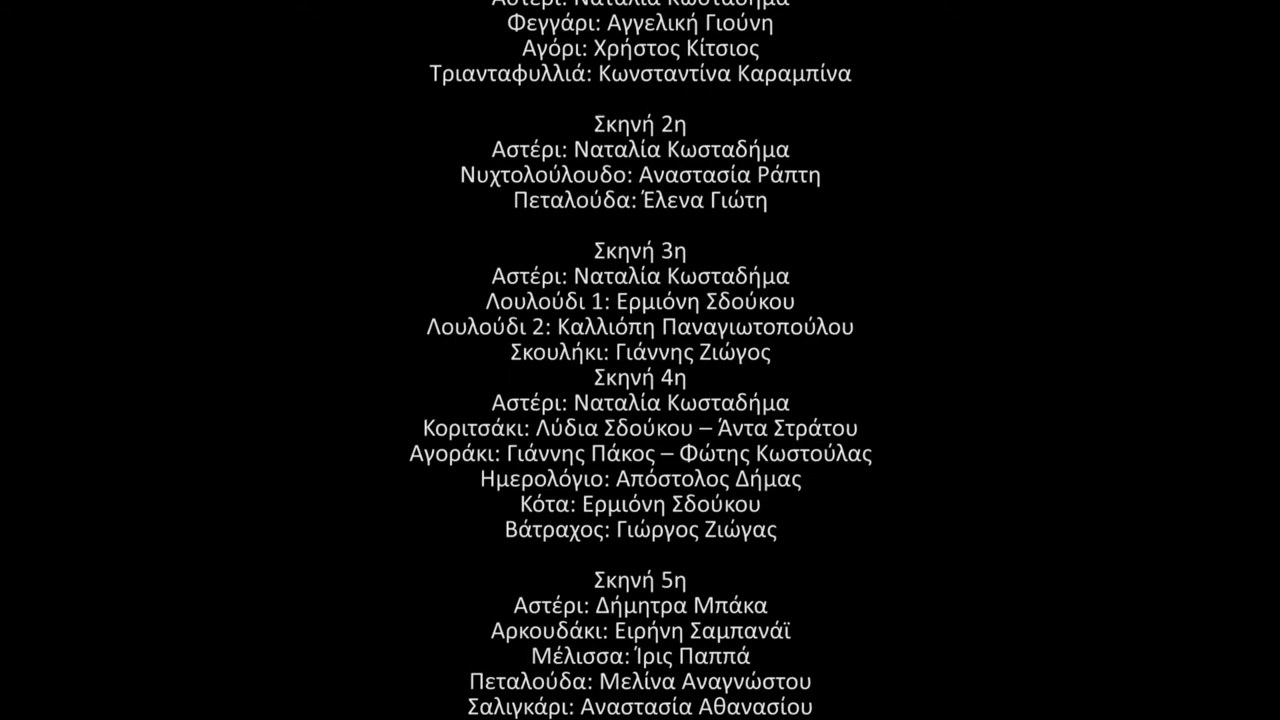 Αστέρι: Ναταλία Κωσταδήμα
Φεγγάρι: Αγγελική Γιούνη
Αγόρι: Χρήστος Κίτσιος
Τριανταφυλλιά: Κωνσταντίνα Καραμπίνα
Σκηνή 2η
Αστέρι: Ναταλία Κωσταδήμα
Νυχτολούλουδο: Αναστασία Ράπτη
Πεταλούδα: Έλενα Γιώτη
Σκηνή 3η
Αστέρι: Ναταλία Κωσταδήμα
Λουλούδι 1: Ερμιόνη Σδούκου
Λουλούδι 2: Καλλιόπη Παναγιωτοπούλου
Σκουλήκι: Γιάννης Ζιώγος
Σκηνή 4η
Αστέρι: Ναταλία Κωσταδήμα
Κοριτσάκι: Λύδια Σδούκου – Άντα Στράτου
Αγοράκι: Γιάννης Πάκος – Φώτης Κωστούλας
Ημερολόγιο: Απόστολος Δήμας
Κότα: Ερμιόνη Σδούκου
Βάτραχος: Γιώργος Ζιώγας
Σκηνή 5η
Αστέρι: Δήμητρα Μπάκα
Αρκουδάκι: Ειρήνη Σαμπανάϊ
Μέλισσα: Ίρις Παππά
Πεταλούδα: Μελίνα Αναγνώστου
Σαλιγκάρι: Αναστασία Αθανασίου